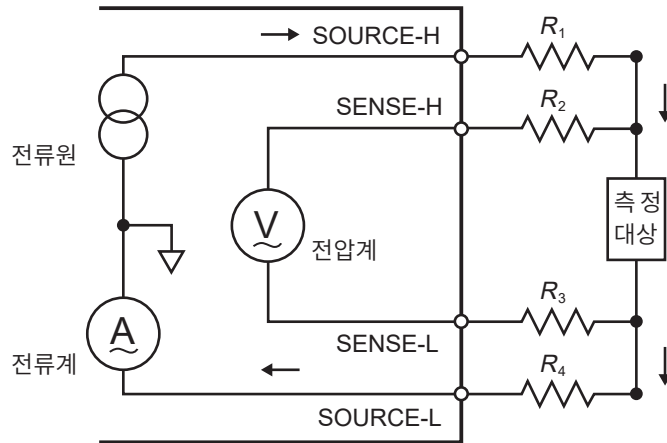 SOURCE-H
R1
SENSE-H
R2
전류원
측 정
대상
V
전압계
R3
A
SENSE-L
전류계
R4
SOURCE-L